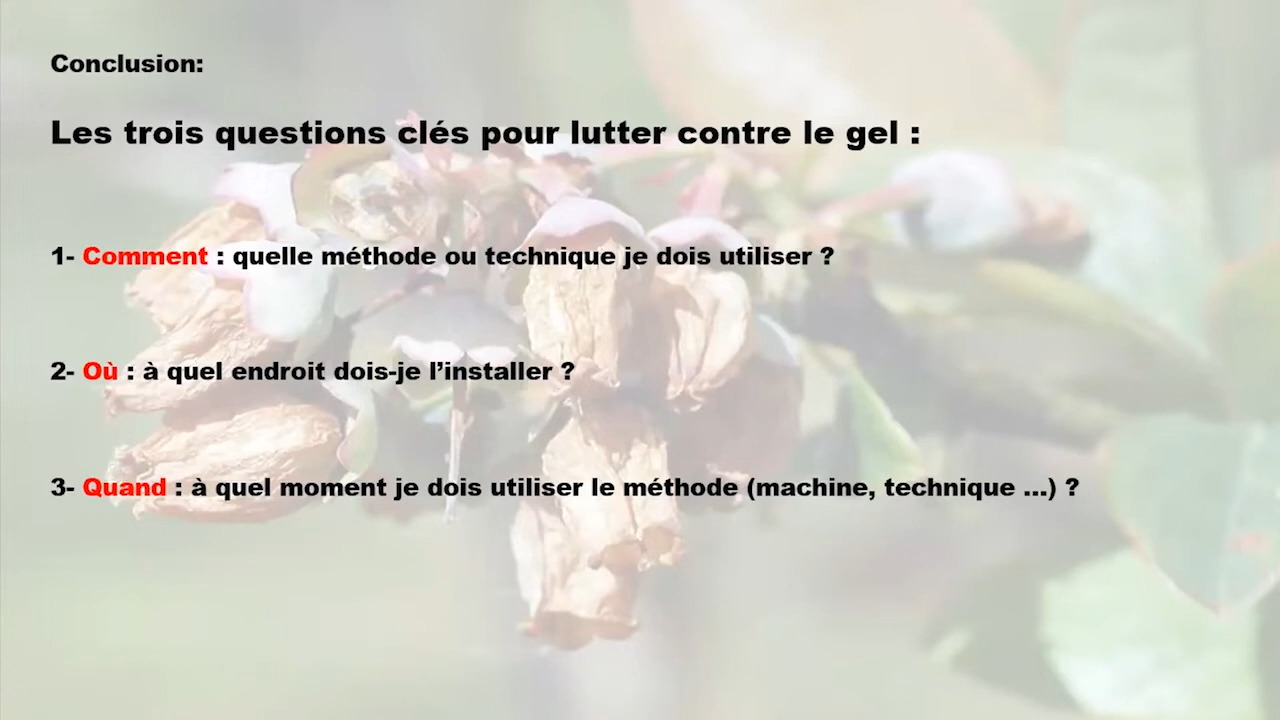 Conclusion:
Les trois questions clés pour lutter contre le gel :
1- Comment : quelle méthode ou technique je dois utiliser ?
2- Où : à quel endroit dois-je l’installer ?
3- Quand : à quel moment je dois utiliser le méthode (machine, technique ...) ?